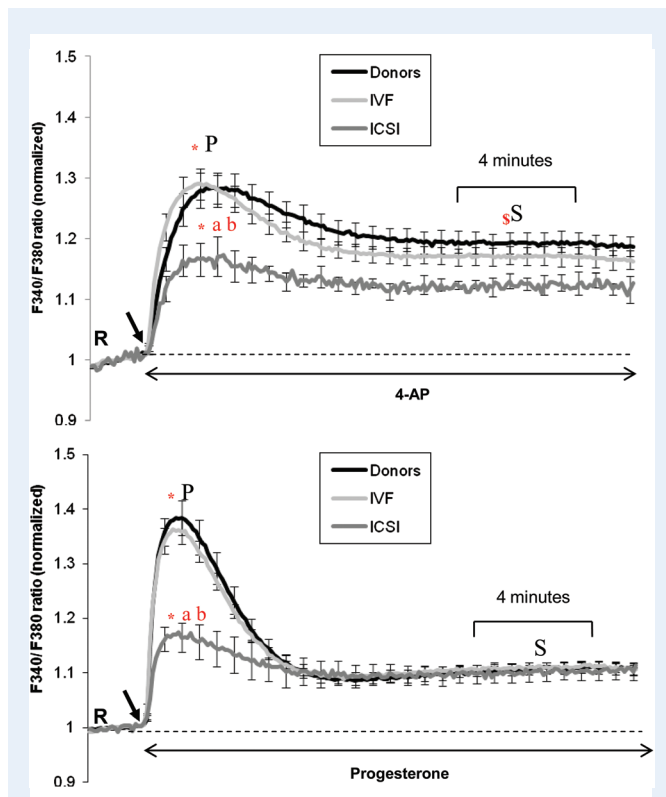 1.5
Donors
IVF
ICSI
1.4
* P
4 minutes
1.3
$S
* a b
1.2
1.1
R
1
0.9
F340/ F380 ratio (normalized)
4-AP
1.5
Donors
IVF
ICSI
* P
1.4
1.3
4 minutes
* a b
1.2
S
1.1
R
1
0.9
F340/ F380 ratio (normalized)
Progesterone